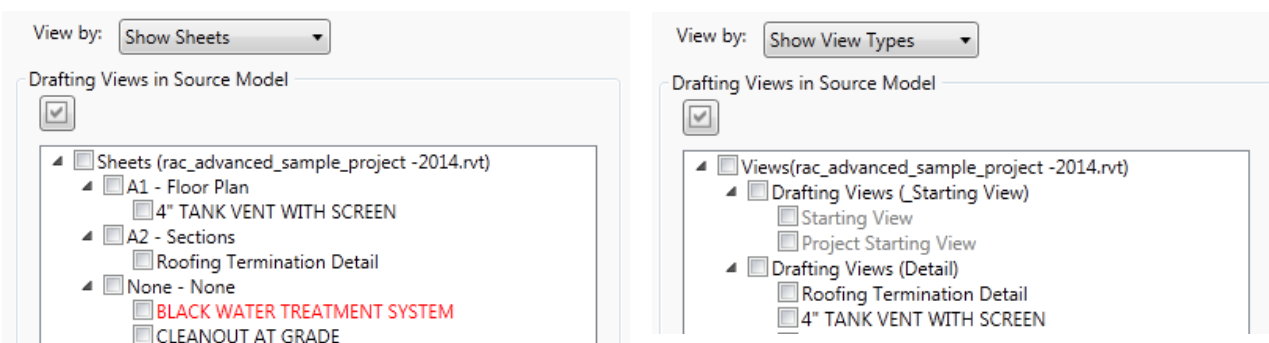 View by: Show Sheets
Drafting Views in Source Model
Sheets (rac_advanced_sample_project -2014.rvt)
A1 - Floor Plan
4" TANK VENT WITH SCREEN
A2 - Sections
Roofing Termination Detail
None - None
BLACK WATER TREATMENT SYSTEM
CLEANOUT AT GRADE
View by: Show View Types
Drafting Views in Source Model
Views(rac_advanced_sample_project -2014.rvt)
Drafting Views (_Starting View)
Starting View
Project Starting View
Drafting Views (Detail)
Roofing Termination Detail
4" TANK VENT WITH SCREEN